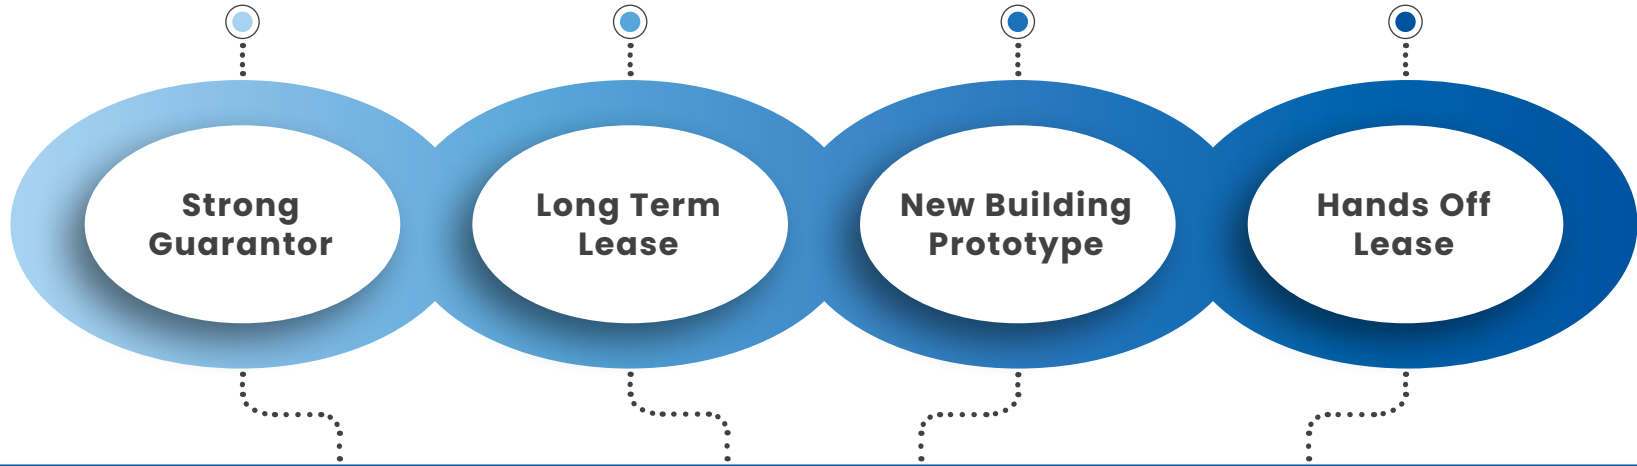 Strong
Guarantor
Long Term
Lease
New Building
Prototype
Hands Off
Lease